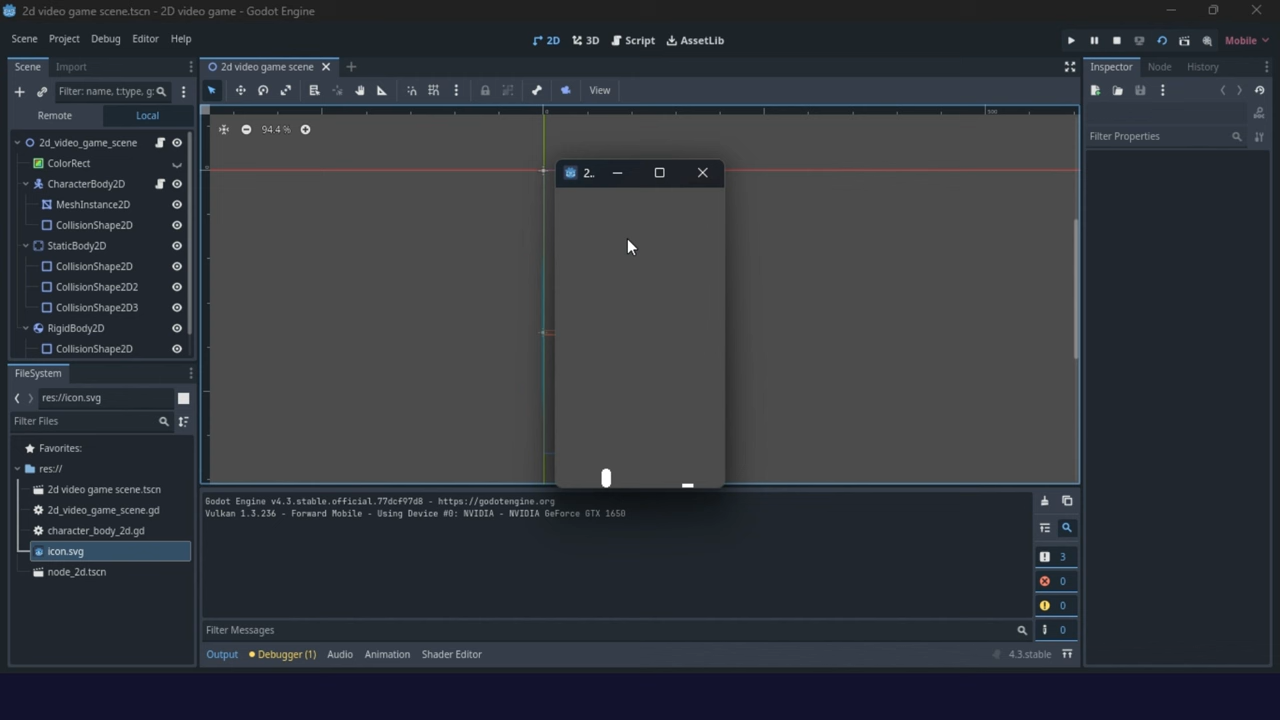 2d video game scene.tscn - 2D video game - Godot Engine
Scene Project Debug Editor Help
2D 3D Script AssetLib
Mobile
Scene Import
2d video game scene
Inspector Node History
Filter: name, t:type, g:
View
Remote Local
94.4 %
Filter Properties
2d_video_game_scene
ColorRect
CharacterBody2D
MeshInstance2D
CollisionShape2D
StaticBody2D
CollisionShape2D
CollisionShape2D2
CollisionShape2D3
RigidBody2D
CollisionShape2D
0
500
2..
FileSystem
res://icon.svg
Filter Files
Favorites:
res://
2d video game scene.tscn
2d_video_game_scene.gd
character_body_2d.gd
icon.svg
node_2d.tscn
Godot Engine v4.3.stable.official.77dcf97d8 - https://godotengine.org
Vulkan 1.3.236 - Forward Mobile - Using Device #0: NVIDIA - NVIDIA GeForce GTX 1650
3
0
0
0
Filter Messages
Output Debugger (1) Audio Animation Shader Editor
4.3.stable